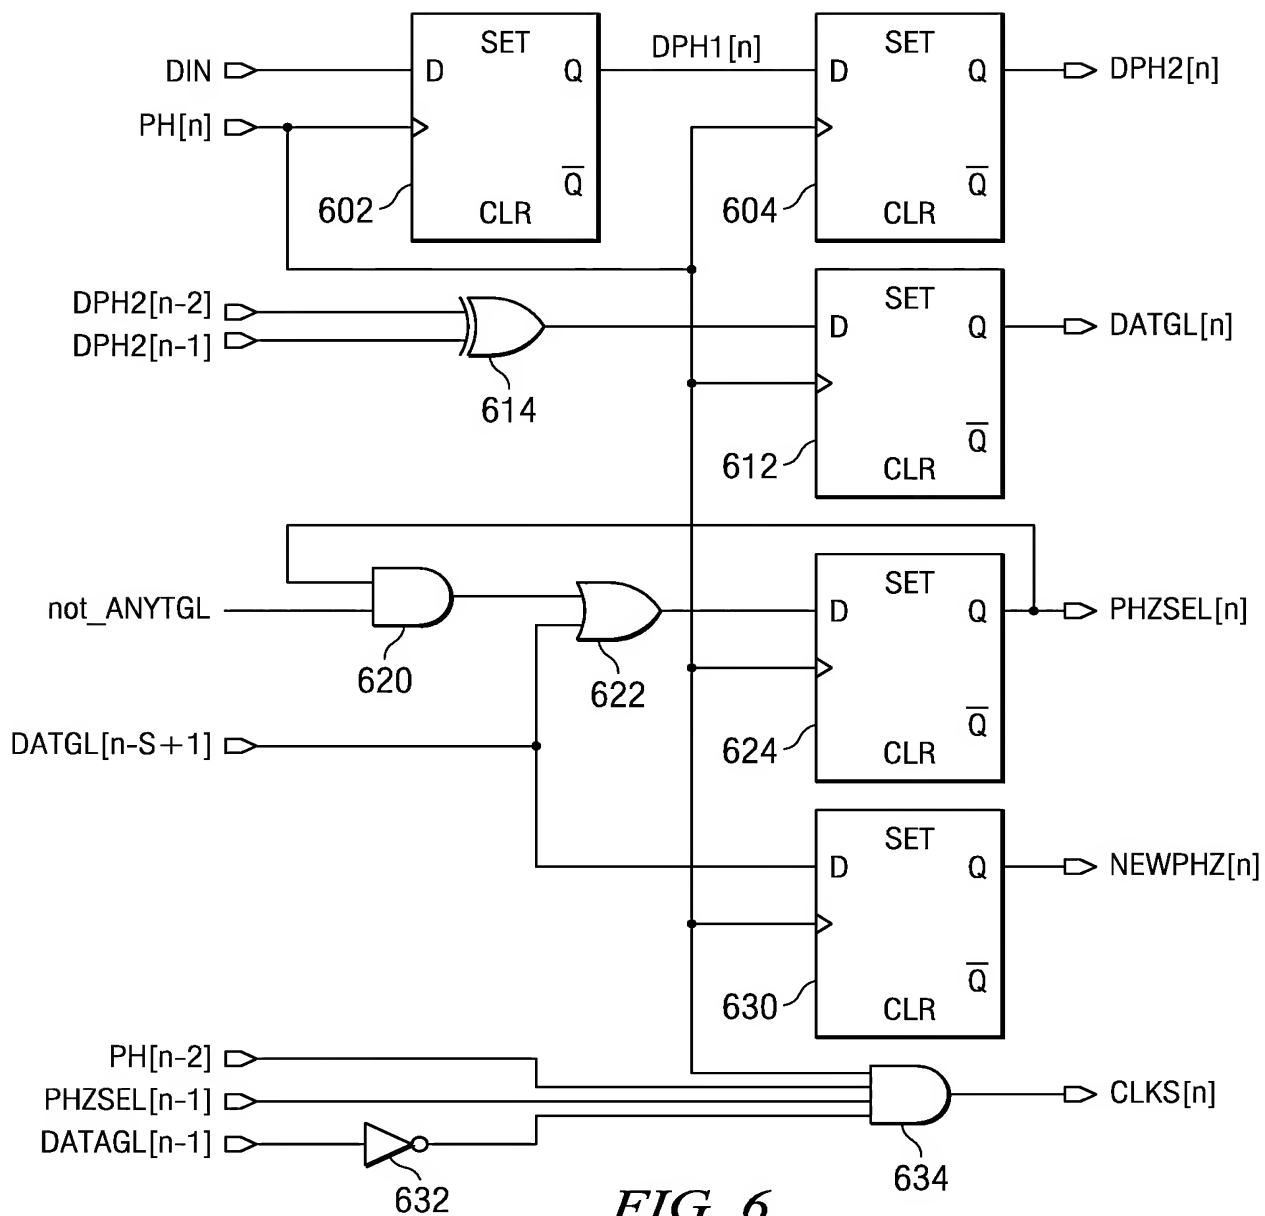 SET
SET
DIN
D
Q
DPH1[n]
D
Q
DPH2[n]
PH[n]
Q
Q
602
CLR
604
CLR
DPH2[n-2]
DPH2[n-1]
SET
D
Q
DATGL[n]
614
Q
612
CLR
SET
not_ANYTGL
D
Q
PHZSEL[n]
620
622
Q
DATGL[n-S+1]
624
CLR
SET
D
Q
NEWPHZ[n]
Q
630
CLR
PH[n-2]
PHZSEL[n-1]
CLKS[n]
DATAGL[n-1]
632
634
FIG. 6